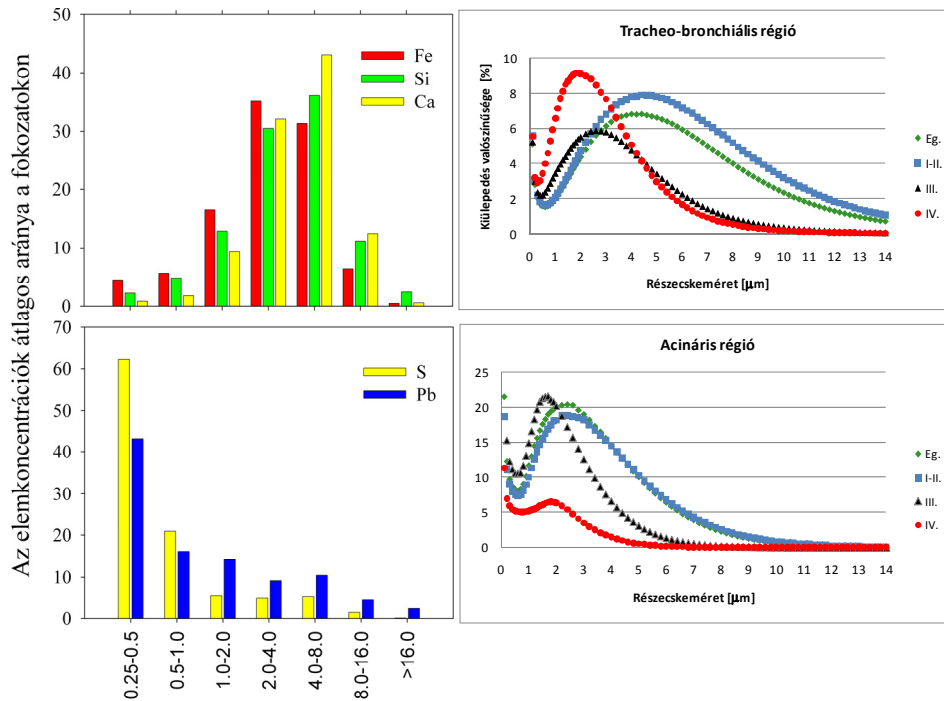 Az elemkoncentrációk átlagos aránya a fokozatokon
50
40
30
20
10
0
Fe
Si
Ca
70
60
50
40
30
20
10
0
S
Pb
0.25-0.5
0.5-1.0
1.0-2.0
2.0-4.0
4.0-8.0
8.0-16.0
>16.0
Tracheo-bronchiális régió
Kiülepedés valószínűsége [%]
10
8
6
4
2
0
0 1 2 3 4 5 6 7 8 9 10 11 12 13 14
Részecskeméret [µm]
Eg.
I-II.
III.
IV.
Acináris régió
25
20
15
10
5
0
0 1 2 3 4 5 6 7 8 9 10 11 12 13 14
Részecskeméret [µm]
Eg.
I-II.
III.
IV.